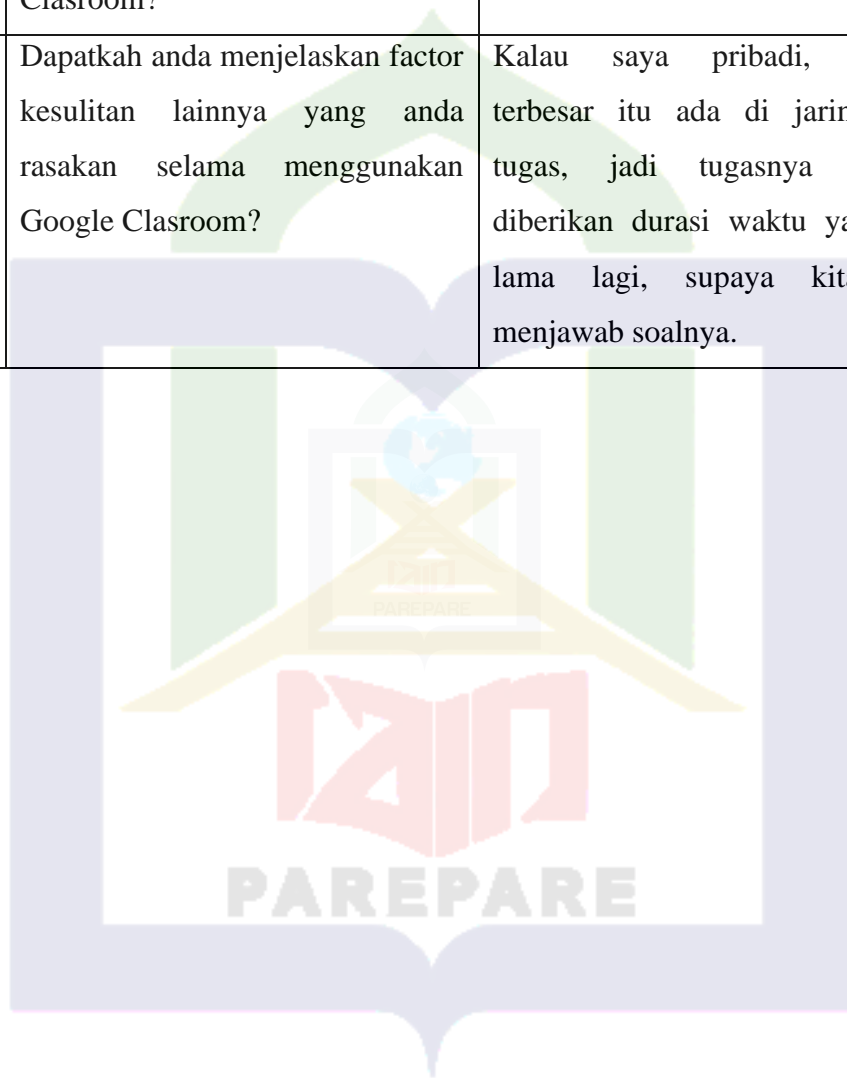 Clasroom?
Dapatkah anda menjelaskan factor
kesulitan lainnya yang anda
rasakan selama menggunakan
Google Clasroom?
Kalau saya pribadi,
terbesar itu ada di
tugas, jadi tugasnya
diberikan durasi waktu
lama lagi, supaya
menjawab soalnya.
PAREPARE
PAREPARE